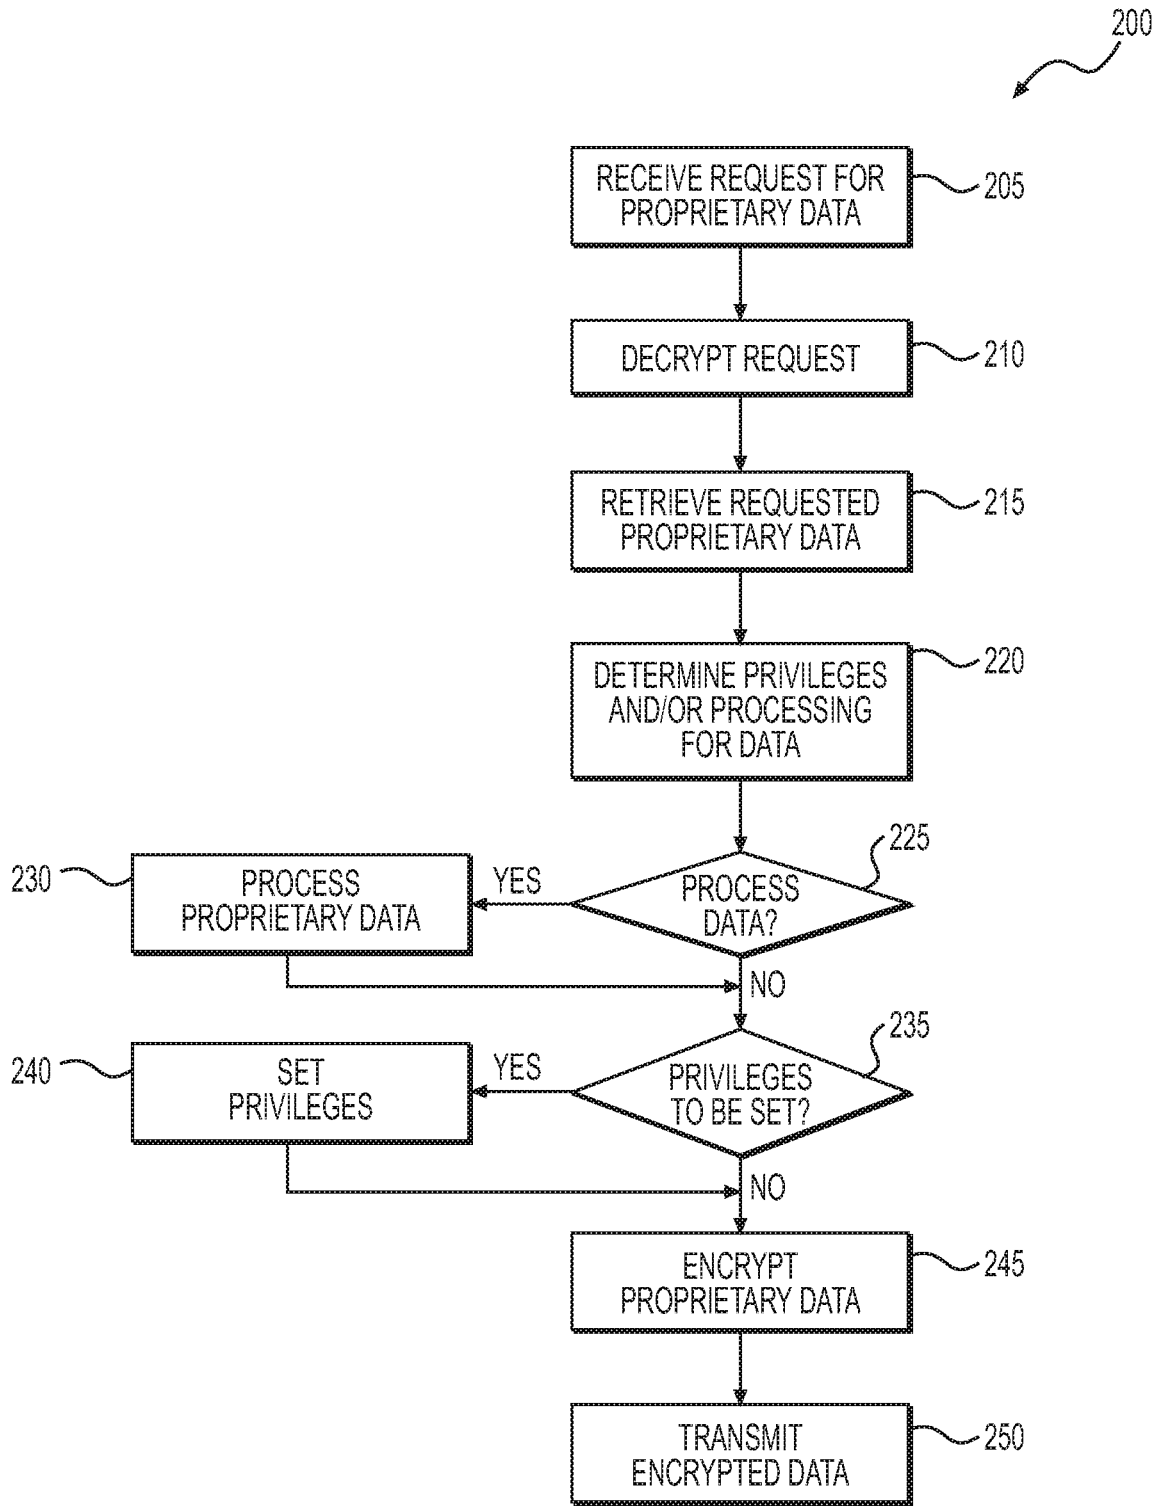 200
RECEIVE REQUEST FOR
PROPRIETARY DATA
205
DECRYPT REQUEST
210
RETRIEVE REQUESTED
PROPRIETARY DATA
215
DETERMINE PRIVILEGES
AND/OR PROCESSING
FOR DATA
220
PROCESS
DATA?
225
YES
PROCESS
PROPRIETARY DATA
230
NO
PRIVILEGES
TO BE SET?
235
YES
SET
PRIVILEGES
240
NO
ENCRYPT
PROPRIETARY DATA
245
TRANSMIT
ENCRYPTED DATA
250